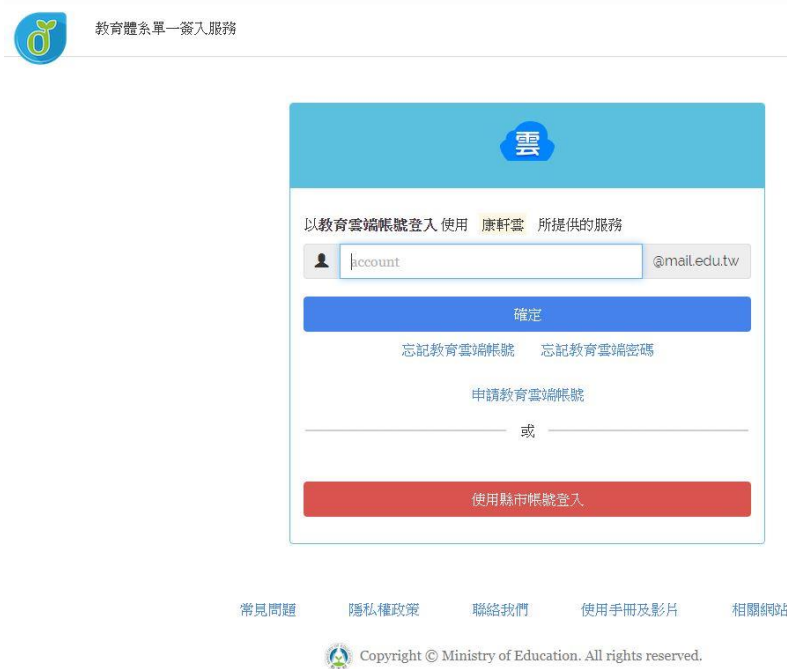 教育體系單一簽入服務
雲
以教育雲端帳號登入 使用 康軒雲 所提供的服務
account @mail.edu.tw
確定
忘記教育雲端帳號 忘記教育雲端密碼
申請教育雲端帳號
或
使用縣市帳號登入
常見問題 隱私權政策 聯絡我們 使用手冊及影片 相關網站
Copyright © Ministry of Education. All rights reserved.